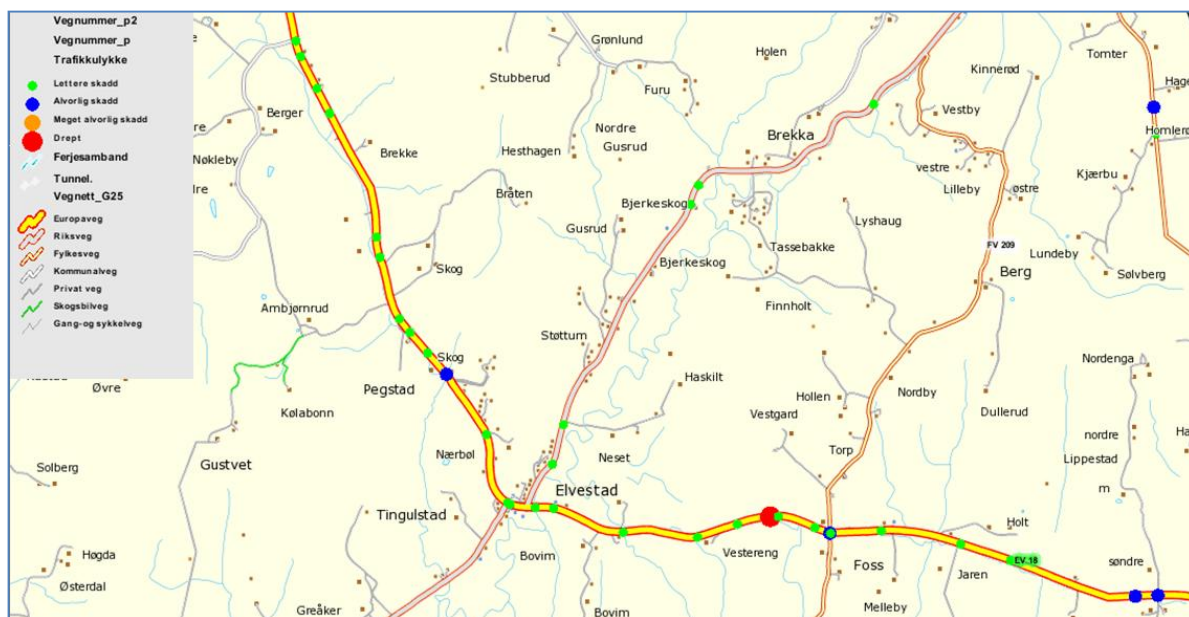 Vegnummer_p2
Vegnummer_p
Trafikkulykke
Lettere skadd
Alvorlig skadd
Meget alvorlig skadd
Drept
Ferjesamband
Tunnel.
Vegnett_G25
Europaveg
Riksveg
Fylkesveg
Kommunalveg
Privat veg
Skogsbilveg
Gang-og sykkelveg
Grønlund
Holen
Tomter
Stubberud
Furu
Kinnerød
Hage
Berger
Vestby
Nordre
Gusrud
Brekka
Homlerø
Brekke
Hesthagen
Nøkleby
vestre
Lilleby
Kjærbu
østre
Bråten
Bjerkeskog
Gusrud
Lyshaug
Tassebakke
FV 209
Lundeby
Skog
Bjerkeskog
Berg
Sølvberg
Ambjørnrud
Finnholt
Støttum
Skog
Nordenga
Øvre
Pegstad
Haskilt
Nordby
Kølabonn
Hollen
Dullerud
Vestgard
nordre
Gustvet
Nærbøl
Neset
Torp
Lippestad
Solberg
Elvestad
m
Tingulstad
Holt
Høgda
Bovim
Vestereng
Foss
EV.18
søndre
Jaren
Østerdal
Greåker
Bovim
Melleby